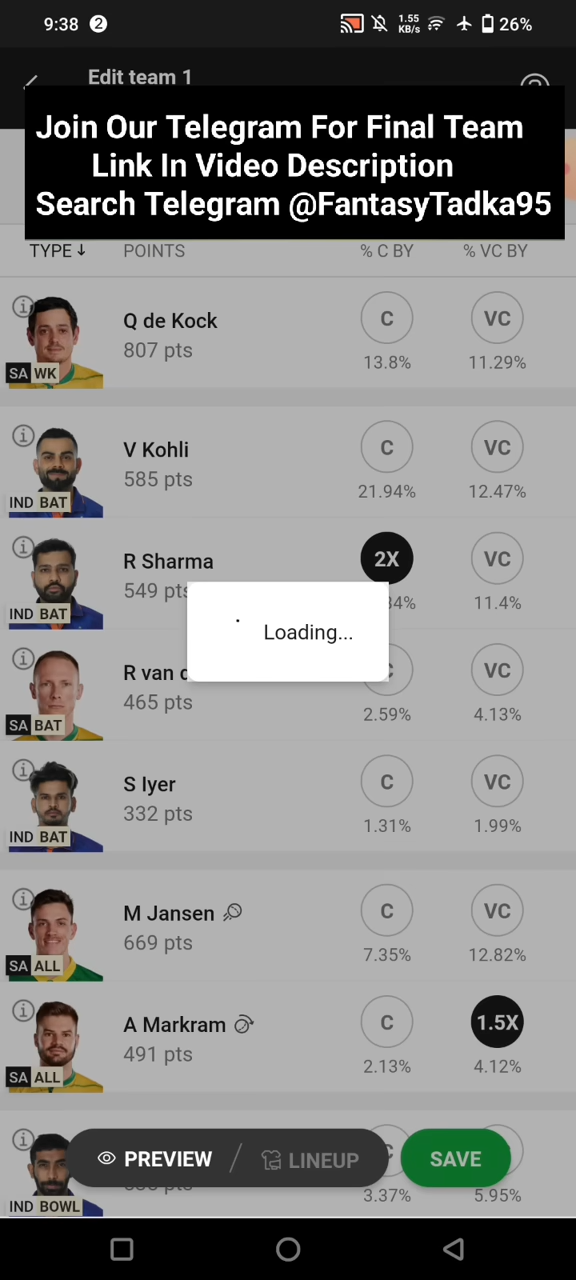 9:38 2 1.55 KB/s 26%
Edit team 1
Join Our Telegram For Final Team
Link In Video Description
Search Telegram @FantasyTadka95
TYPE↓ POINTS % C BY % VC BY
Q de Kock C VC
807 pts 13.8% 11.29%
SA WK
V Kohli C VC
585 pts 21.94% 12.47%
IND BAT
R Sharma 2X VC
549 pts 11.4%
IND BAT
Loading...
R van VC
465 pts 2.59% 4.13%
SA BAT
S Iyer C VC
332 pts 1.31% 1.99%
IND BAT
M Jansen C VC
669 pts 7.35% 12.82%
SA ALL
A Markram C 1.5X
491 pts 2.13% 4.12%
SA ALL
PREVIEW / LINEUP SAVE
3.37% 5.95%
IND BOWL